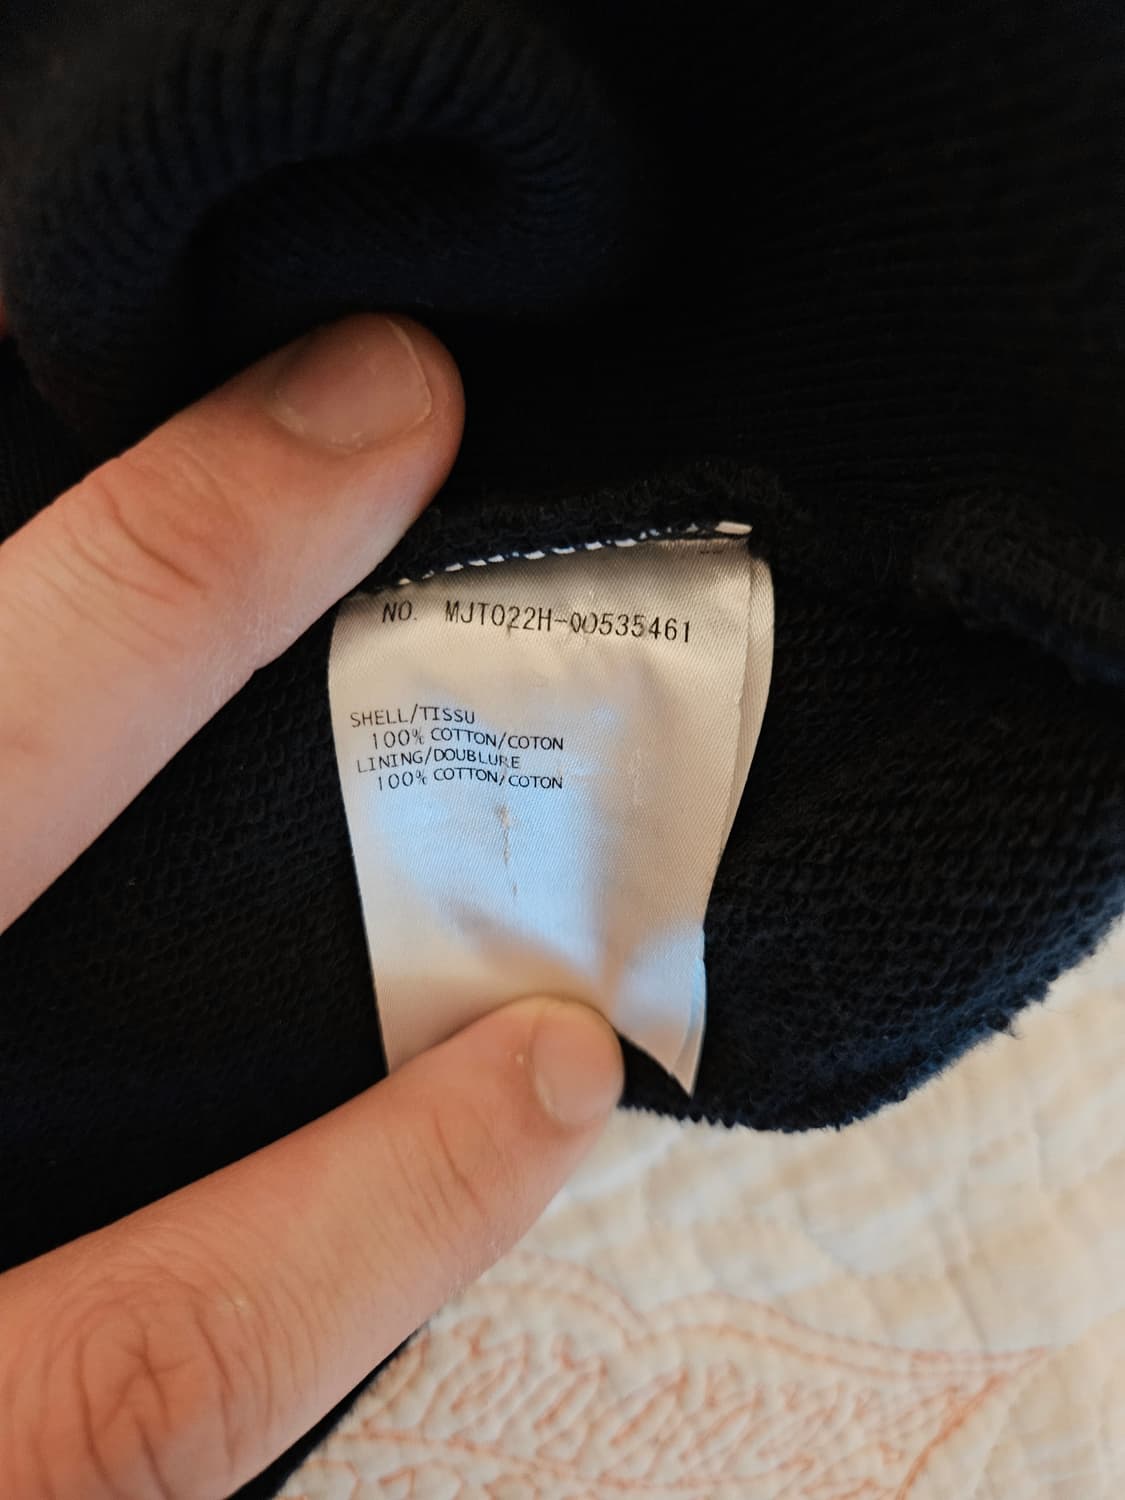 NO. MJT022H-00535461
SHELL/TISSU
100% COTTON/COTON
LINING/DOUBLURE
100% COTTON/COTON